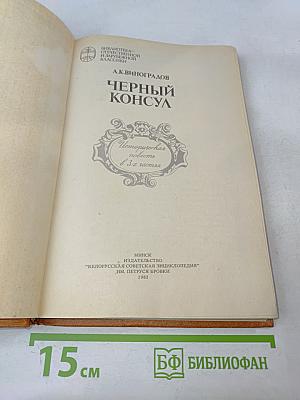 БИБЛИОТЕКА
ОТЕЧЕСТВЕННОЙ
И ЗАРУБЕЖНОЙ
КЛАССИКИ
А.К.ВИНОГРАДОВ
ЧЕРНЫЙ
КОНСУЛ
Историческая
повесть
в 3-х частях
МИНСК
ИЗДАТЕЛЬСТВО
"БЕЛОРУССКАЯ СОВЕТСКАЯ ЭНЦИКЛОПЕДИЯ"
ИМ. ПЕТРУСЯ БРОВКИ
15 см
БФ БИБЛИОФАН